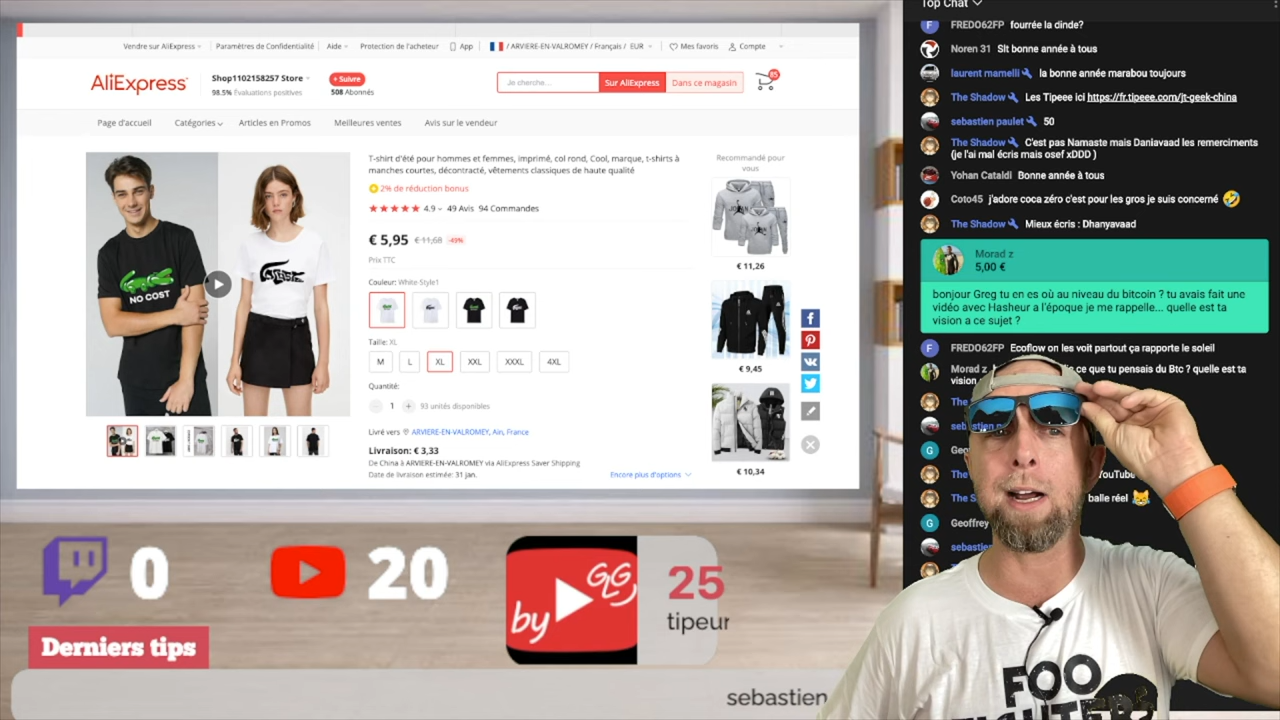 Vendre sur AliExpress
Paramètres de Confidentialité
Aide
Protection de l'acheteur
App
/ ARVIERE-EN-VALROMEY / Français / EUR
Mes favoris
Compte
AliExpress
Shop1102158257 Store
98.5% Évaluations positives
+ Suivre
508 Abonnés
Je cherche...
Sur AliExpress
Dans ce magasin
85
Page d'accueil
Catégories
Articles en Promos
Meilleures ventes
Avis sur le vendeur
NO COST
T-shirt d'été pour hommes et femmes, imprimé, col rond, Cool, marque, t-shirts à
manches courtes, décontracté, vêtements classiques de haute qualité
2% de réduction bonus
4.9
49 Avis
94 Commandes
€ 5,95
€ 11,68
-49%
Prix TTC
Couleur: White-Style1
Taille: XL
M
L
XL
XXL
XXXL
4XL
Quantité:
1
93 unités disponibles
Livré vers
ARVIERE-EN-VALROMEY, Ain, France
Livraison: € 3,33
De China à ARVIERE-EN-VALROMEY via AliExpress Saver Shipping
Date de livraison estimée: 31 jan.
Encore plus d'options
Recommandé pour
vous
€ 11,26
€ 9,45
€ 10,34
Top Chat
FREDO62FP fourrée la dinde?
Noren 31 Slt bonne année à tous
laurent mamelli la bonne année marabou toujours
The Shadow Les Tipeee ici https://fr.tipeee.com/jt-geek-china
sebastien paulet 50
The Shadow C'est pas Namaste mais Daniavaad les remerciments
(je l'ai mal écris mais osef xDDD )
Yohan Cataldi Bonne année à tous
Coto45 j'adore coca zéro c'est pour les gros je suis concerné 🤣
The Shadow Mieux écris : Dhanyavaad
Morad z
5,00 €
bonjour Greg tu en es où au niveau du bitcoin ? tu avais fait une
vidéo avec Hasheur a l'époque je me rappelle... quelle est ta
vision a ce sujet ?
FREDO62FP Ecoflow on les voit partout ça rapporte le soleil
Morad z ce que tu pensais du Btc ? quelle est ta
vision
The
sebastien
Geo
The YouTube
The S balle réel 😹
Geoffrey
sebastien
0
20
by GLG
25
tipeur
Derniers tips
sebastien
FOO